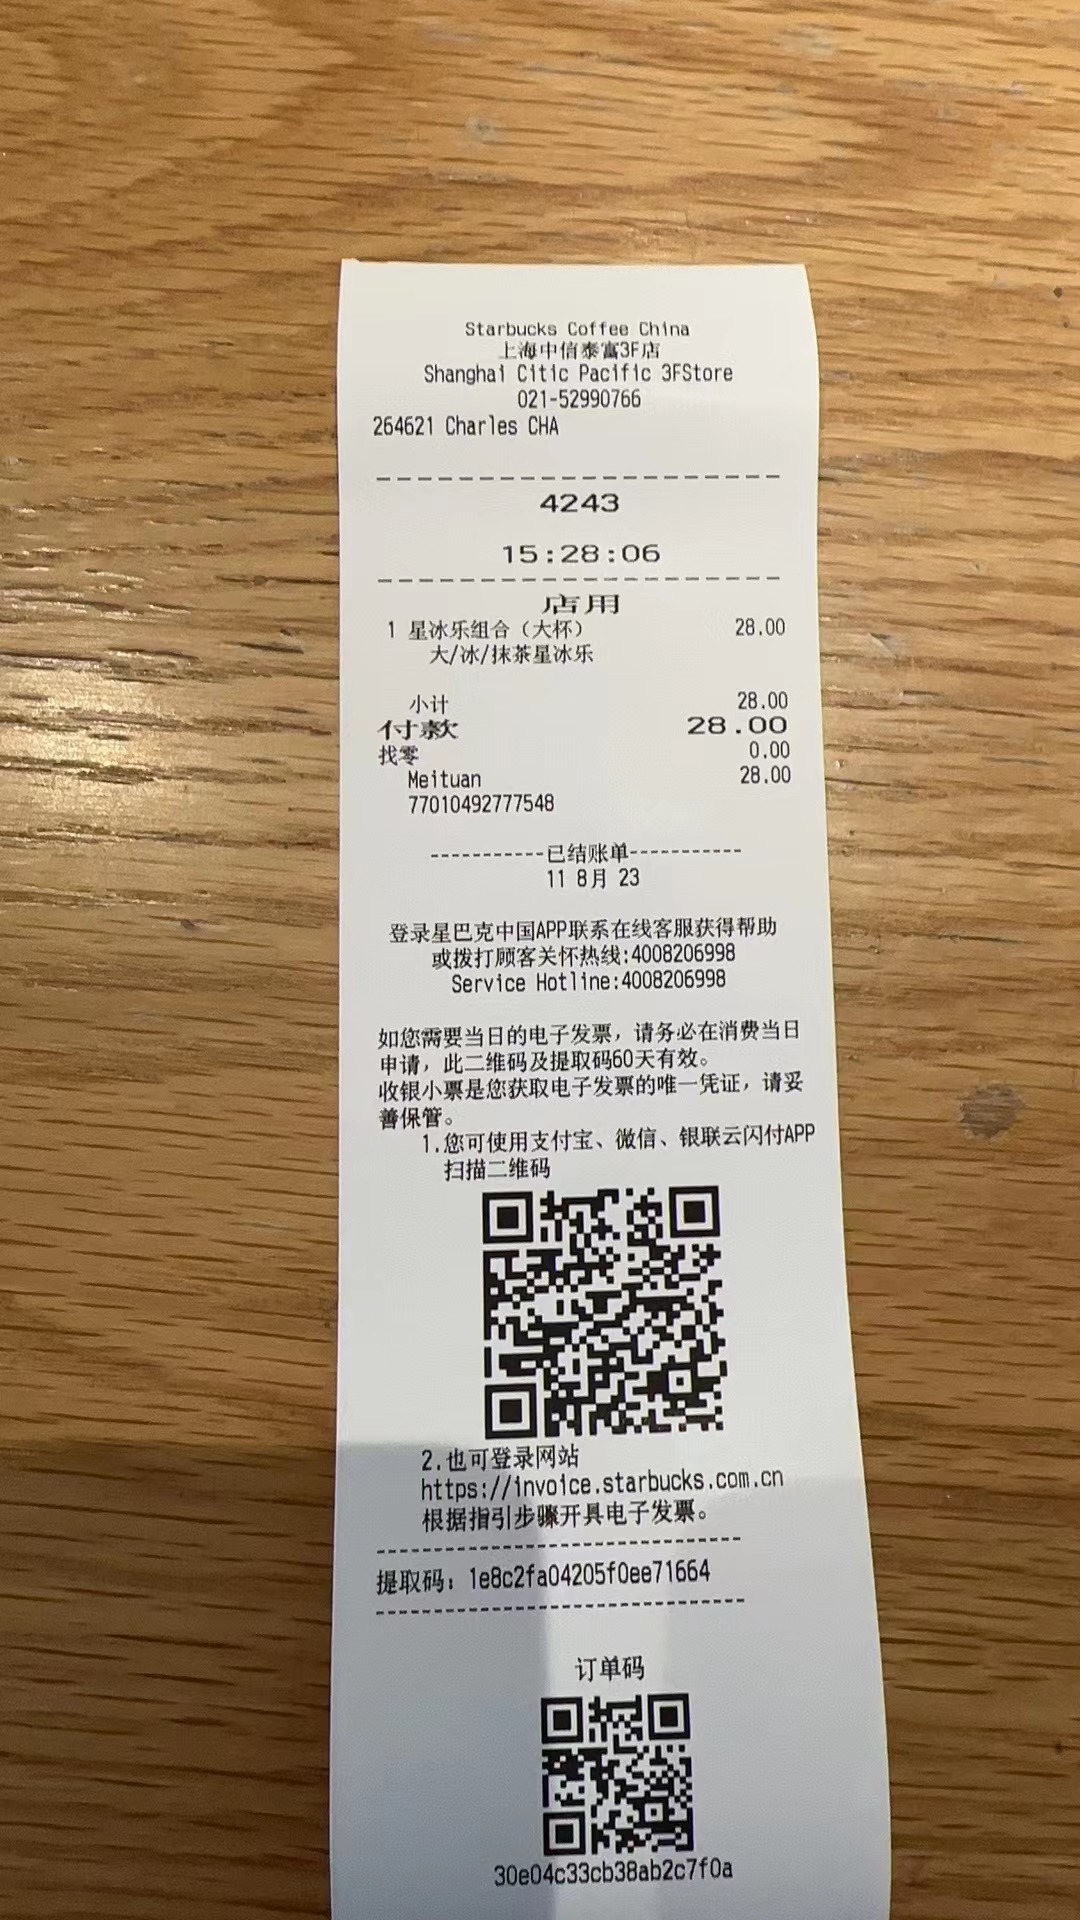 Starbucks Coffee China
上海中信泰富3F店
Shanghai Citic Pacific 3FStore
021-52990766
264621 Charles CHA
4243
15:28:06
店用
1 星冰乐组合（大杯） 28.00
大/冰/抹茶星冰乐
小计 28.00
付款 28.00
找零 0.00
Meituan 28.00
77010492777548
-----------已结账单-----------
11 8月 23
登录星巴克中国APP联系在线客服获得帮助
或拨打顾客关怀热线:4008206998
Service Hotline:4008206998
如您需要当日的电子发票，请务必在消费当日
申请，此二维码及提取码60天有效。
收银小票是您获取电子发票的唯一凭证，请妥
善保管。
1.您可使用支付宝、微信、银联云闪付APP
扫描二维码
2.也可登录网站
https://invoice.starbucks.com.cn
根据指引步骤开具电子发票。
提取码：1e8c2fa04205f0ee71664
订单码
30e04c33cb38ab2c7f0a